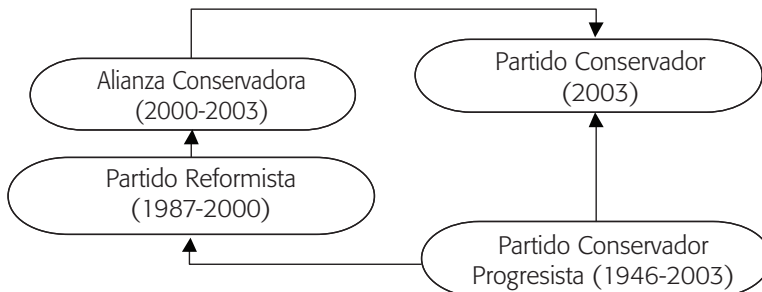 Alianza Conservadora
(2000-2003)
Partido Conservador
(2003)
Partido Reformista
(1987-2000)
Partido Conservador
Progresista (1946-2003)